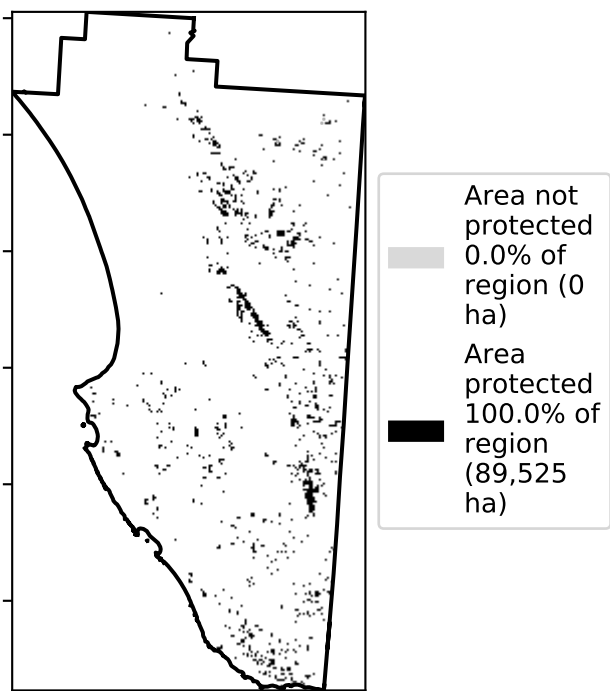 Area not
protected
0.0% of
region (0
ha)
Area
protected
100.0% of
region
(89,525
ha)